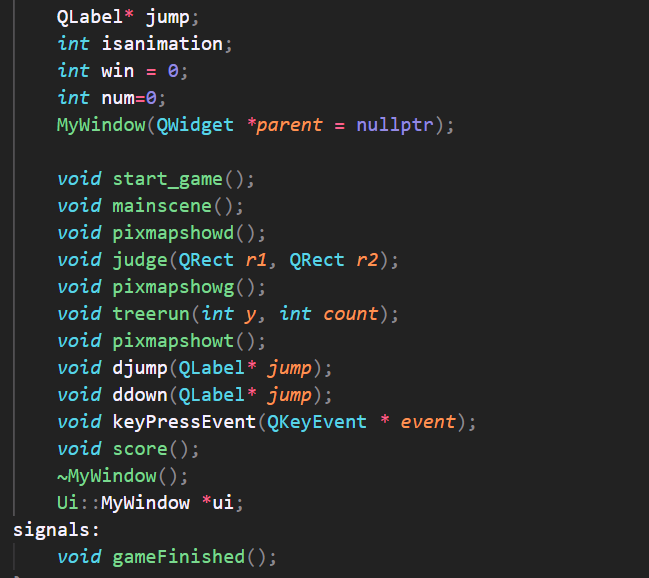 QLabel* jump;
int isanimation;
int win = 0;
int num=0;
MyWindow(QWidget *parent = nullptr);
void start_game();
void mainscene();
void pixmapshowd();
void judge(QRect r1, QRect r2);
void pixmapshowg();
void treerun(int y, int count);
void pixmapshowt();
void djump(QLabel* jump);
void ddown(QLabel* jump);
void keyPressEvent(QKeyEvent * event);
void score();
~MyWindow();
Ui::MyWindow *ui;
signals:
void gameFinished();